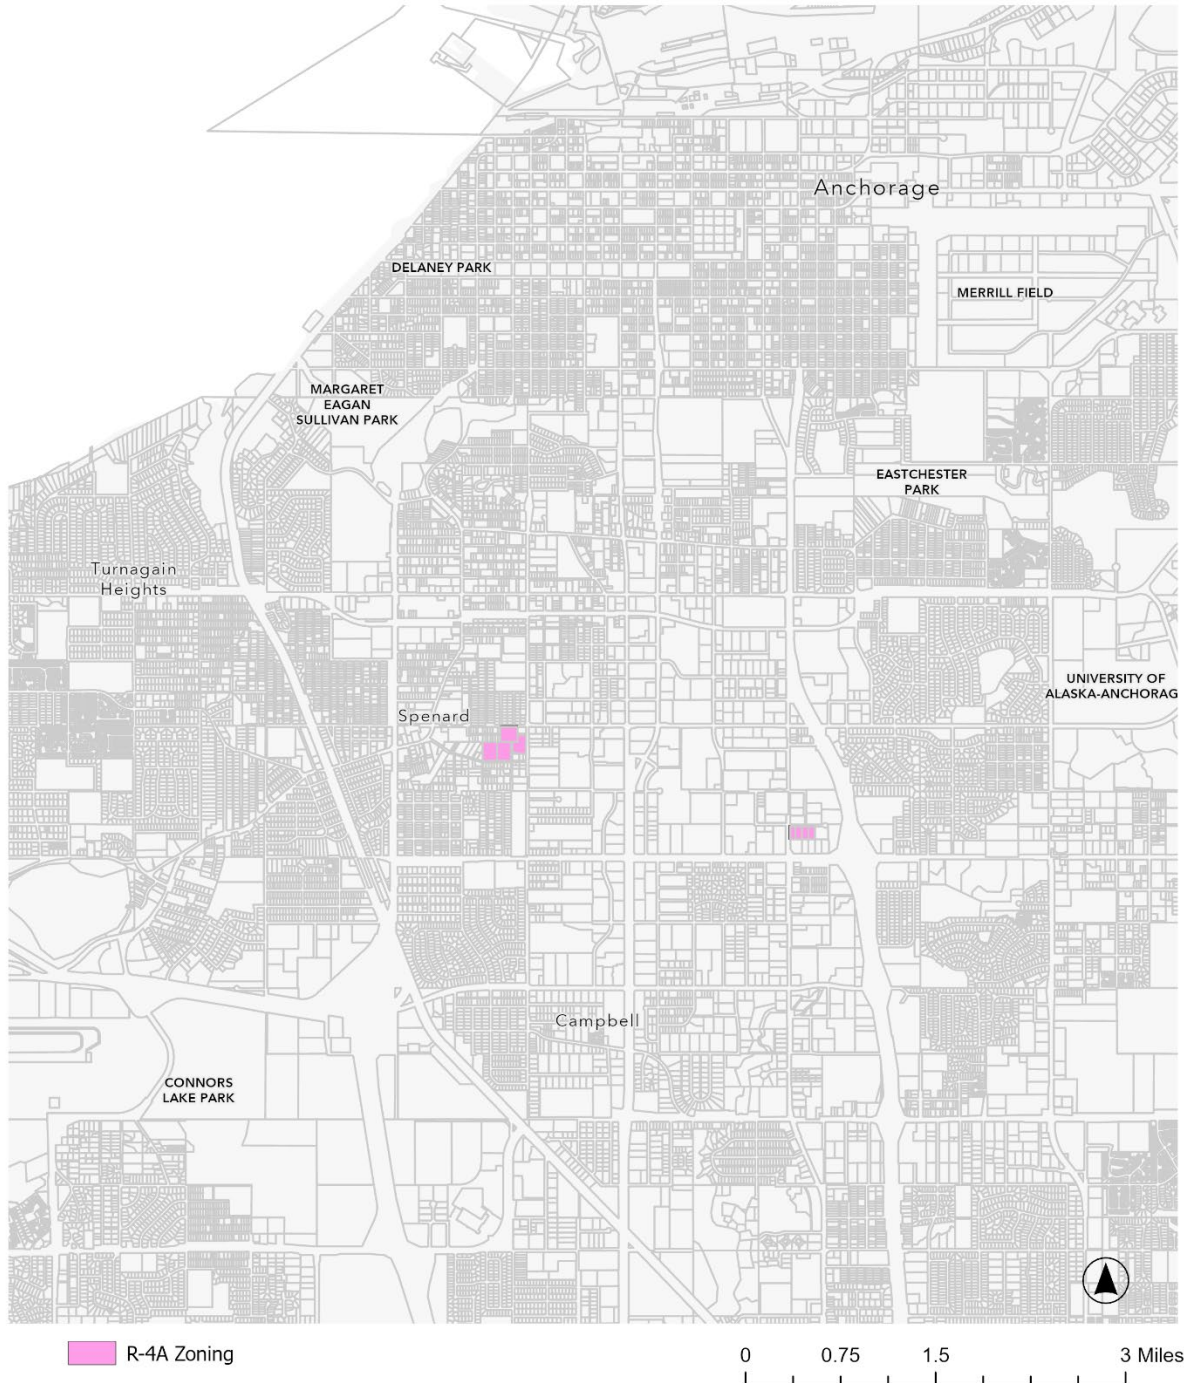 Anchorage
DELANEY PARK
MERRILL FIELD
MARGARET
EAGAN
SULLIVAN PARK
EASTCHESTER
PARK
Turnagain
Heights
UNIVERSITY OF
ALASKA-ANCHORAG
Spenard
Campbell
CONNORS
LAKE PARK
R-4A Zoning
0 0.75 1.5 3 Miles